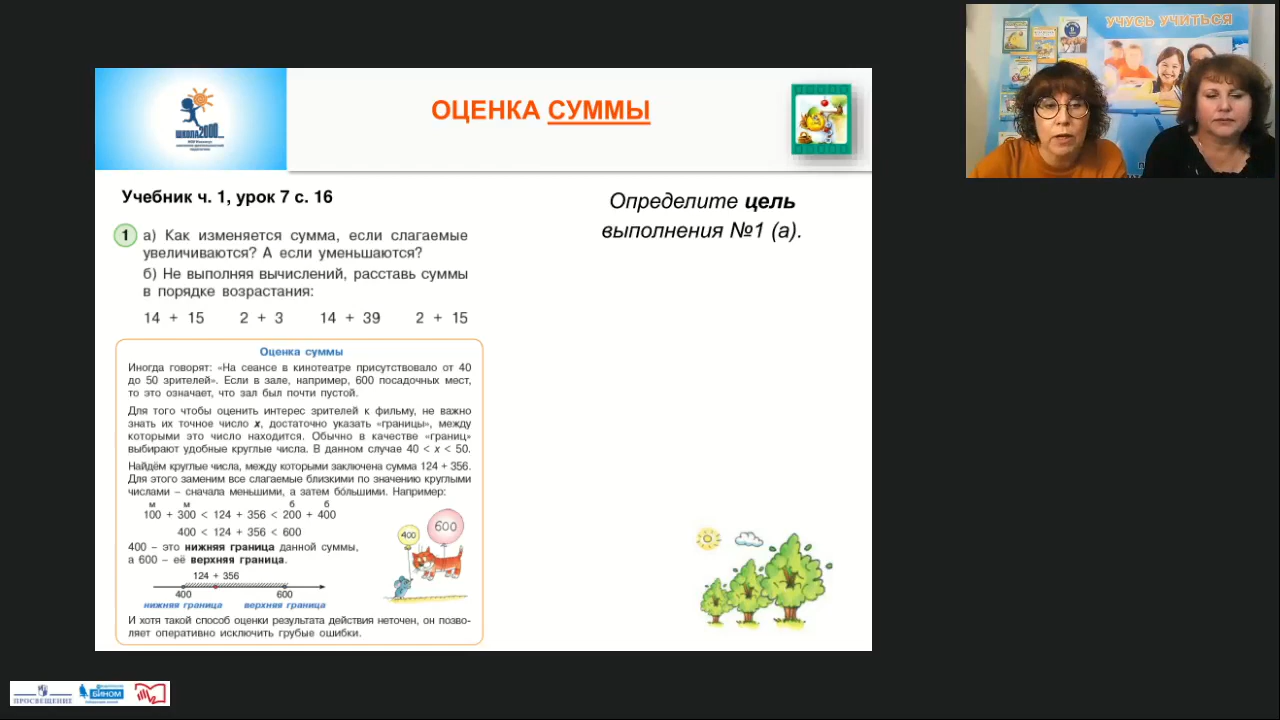 УЧУСЬ УЧИТЬСЯ
ШКОЛА 2000...
ОЦЕНКА СУММЫ
Учебник ч. 1, урок 7 с. 16
Определите цель
выполнения №1 (а).
1 а) Как изменяется сумма, если слагаемые
увеличиваются? А если уменьшаются?
б) Не выполняя вычислений, расставь суммы
в порядке возрастания:
14 + 15 2 + 3 14 + 39 2 + 15
Оценка суммы
Иногда говорят: «На сеансе в кинотеатре присутствовало от 40
до 50 зрителей». Если в зале, например, 600 посадочных мест,
то это означает, что зал был почти пустой.
Для того чтобы оценить интерес зрителей к фильму, не важно
знать их точное число х, достаточно указать «границы», между
которыми это число находится. Обычно в качестве «границ»
выбирают удобные круглые числа. В данном случае 40 < х < 50.
Найдём круглые числа, между которыми заключена сумма 124 + 356.
Для этого заменим все слагаемые близкими по значению круглыми
числами – сначала меньшими, а затем бо́льшими. Например:
м м б б
100 + 300 < 124 + 356 < 200 + 400
400 < 124 + 356 < 600
400 – это нижняя граница данной суммы,
а 600 – её верхняя граница.
400 600
124 + 356
400 600
нижняя граница верхняя граница
И хотя такой способ оценки результата действия неточен, он позво-
ляет оперативно исключить грубые ошибки.
ПРОСВЕЩЕНИЕ
БИНОМ